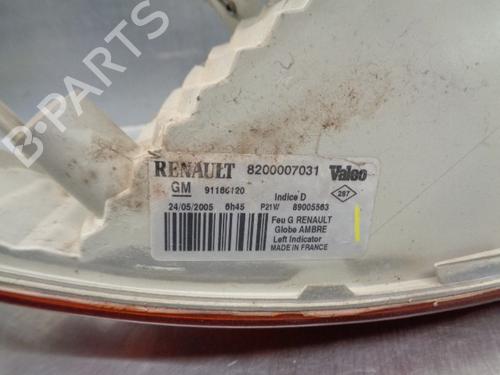 B-PARTS
RENAULT 8200007031 Valeo
GM 91166120 Indice D 287
24/05/2005 6h45 P21W 89005563
Feu G RENAULT
Globe AMBRE
Left Indicator
MADE IN FRANCE